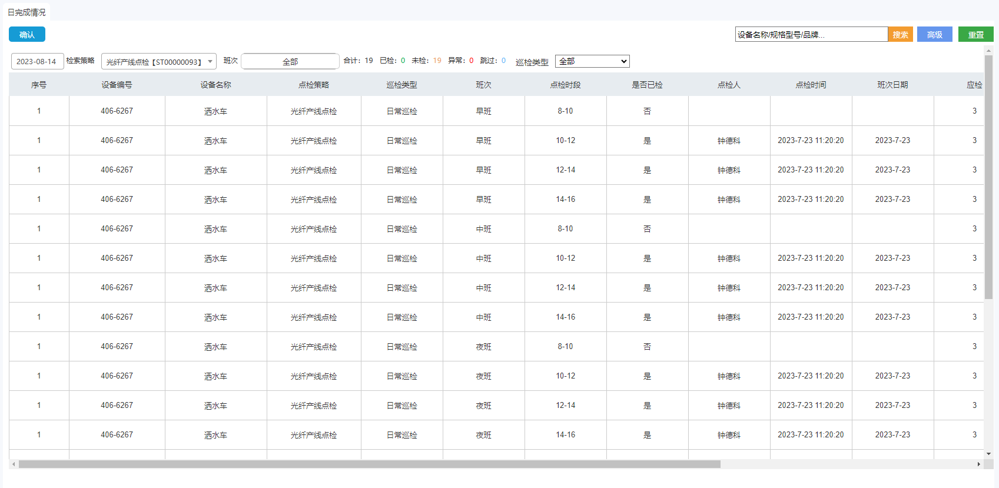 日完成情况
确认 设备名称/规格型号/品牌... 搜索 高级 重置
2023-08-14 检索策略 光纤产线点检【ST00000093】 班次 全部 合计：19 已检：0 未检：19 异常：0 跳过：0 巡检类型 全部
序号 设备编号 设备名称 点检策略 巡检类型 班次 点检时段 是否已检 点检人 点检时间 班次日期 应检
1 406-6267 洒水车 光纤产线点检 日常巡检 早班 8-10 否 3
1 406-6267 洒水车 光纤产线点检 日常巡检 早班 10-12 是 钟德科 2023-7-23 11:20:20 2023-7-23 3
1 406-6267 洒水车 光纤产线点检 日常巡检 早班 12-14 是 钟德科 2023-7-23 11:20:20 2023-7-23 3
1 406-6267 洒水车 光纤产线点检 日常巡检 早班 14-16 是 钟德科 2023-7-23 11:20:20 2023-7-23 3
1 406-6267 洒水车 光纤产线点检 日常巡检 中班 8-10 否 3
1 406-6267 洒水车 光纤产线点检 日常巡检 中班 10-12 是 钟德科 2023-7-23 11:20:20 2023-7-23 3
1 406-6267 洒水车 光纤产线点检 日常巡检 中班 12-14 是 钟德科 2023-7-23 11:20:20 2023-7-23 3
1 406-6267 洒水车 光纤产线点检 日常巡检 中班 14-16 是 钟德科 2023-7-23 11:20:20 2023-7-23 3
1 406-6267 洒水车 光纤产线点检 日常巡检 夜班 8-10 否 3
1 406-6267 洒水车 光纤产线点检 日常巡检 夜班 10-12 是 钟德科 2023-7-23 11:20:20 2023-7-23 3
1 406-6267 洒水车 光纤产线点检 日常巡检 夜班 12-14 是 钟德科 2023-7-23 11:20:20 2023-7-23 3
1 406-6267 洒水车 光纤产线点检 日常巡检 夜班 14-16 是 钟德科 2023-7-23 11:20:20 2023-7-23 3